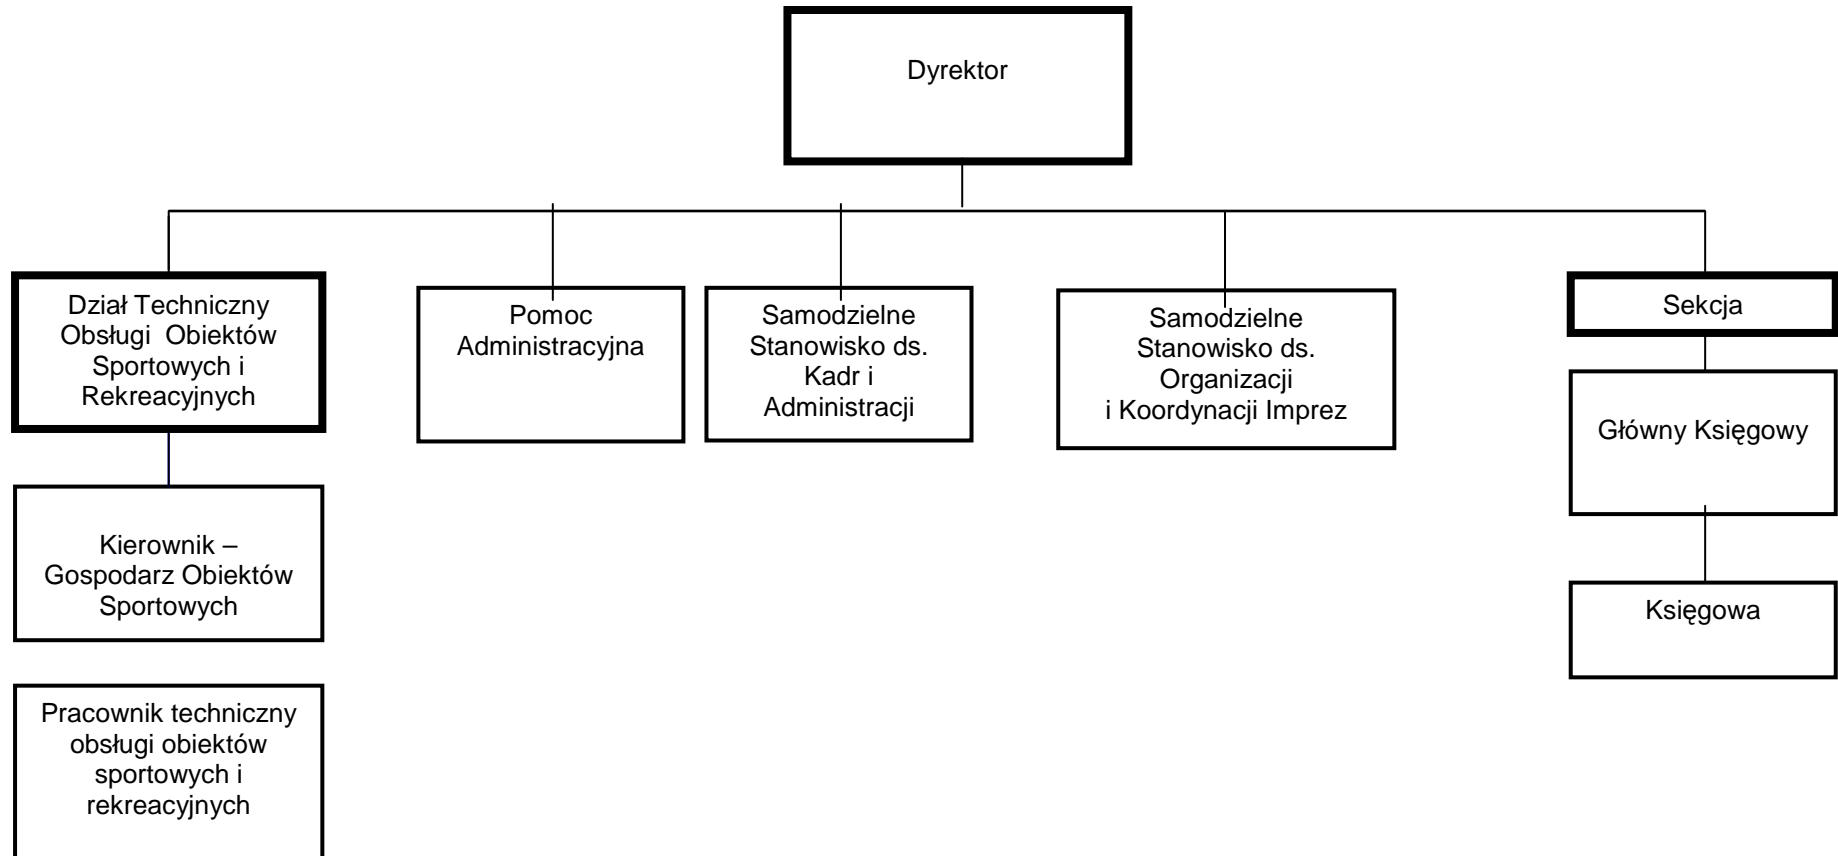 Dyrektor
Dział Techniczny
Obsługi Obiektów
Sportowych i
Rekreacyjnych
Pomoc
Administracyjna
Samodzielne
Stanowisko ds.
Kadr i
Administracji
Samodzielne
Stanowisko ds.
Organizacji
i Koordynacji Imprez
Sekcja
Główny Księgowy
Kierownik –
Gospodarz Obiektów
Sportowych
Księgowa
Pracownik techniczny
obsługi obiektów
sportowych i
rekreacyjnych